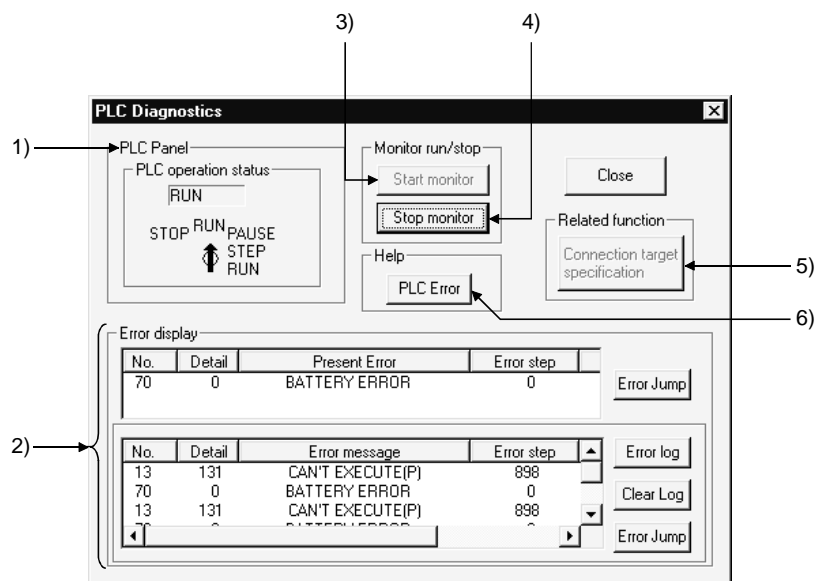 3)
4)
PLC Diagnostics
1)
PLC Panel
PLC operation status
RUN
STOP RUN PAUSE
STEP
RUN
Monitor run/stop
Start monitor
Stop monitor
Close
Help
PLC Error
Related function
Connection target
specification
5)
6)
2)
Error display
No. Detail Present Error Error step
70 0 BATTERY ERROR 0
Error Jump
No. Detail Error message Error step
13 131 CAN'T EXECUTE(P) 898
70 0 BATTERY ERROR 0
13 131 CAN'T EXECUTE(P) 898
Error log
Clear Log
Error Jump